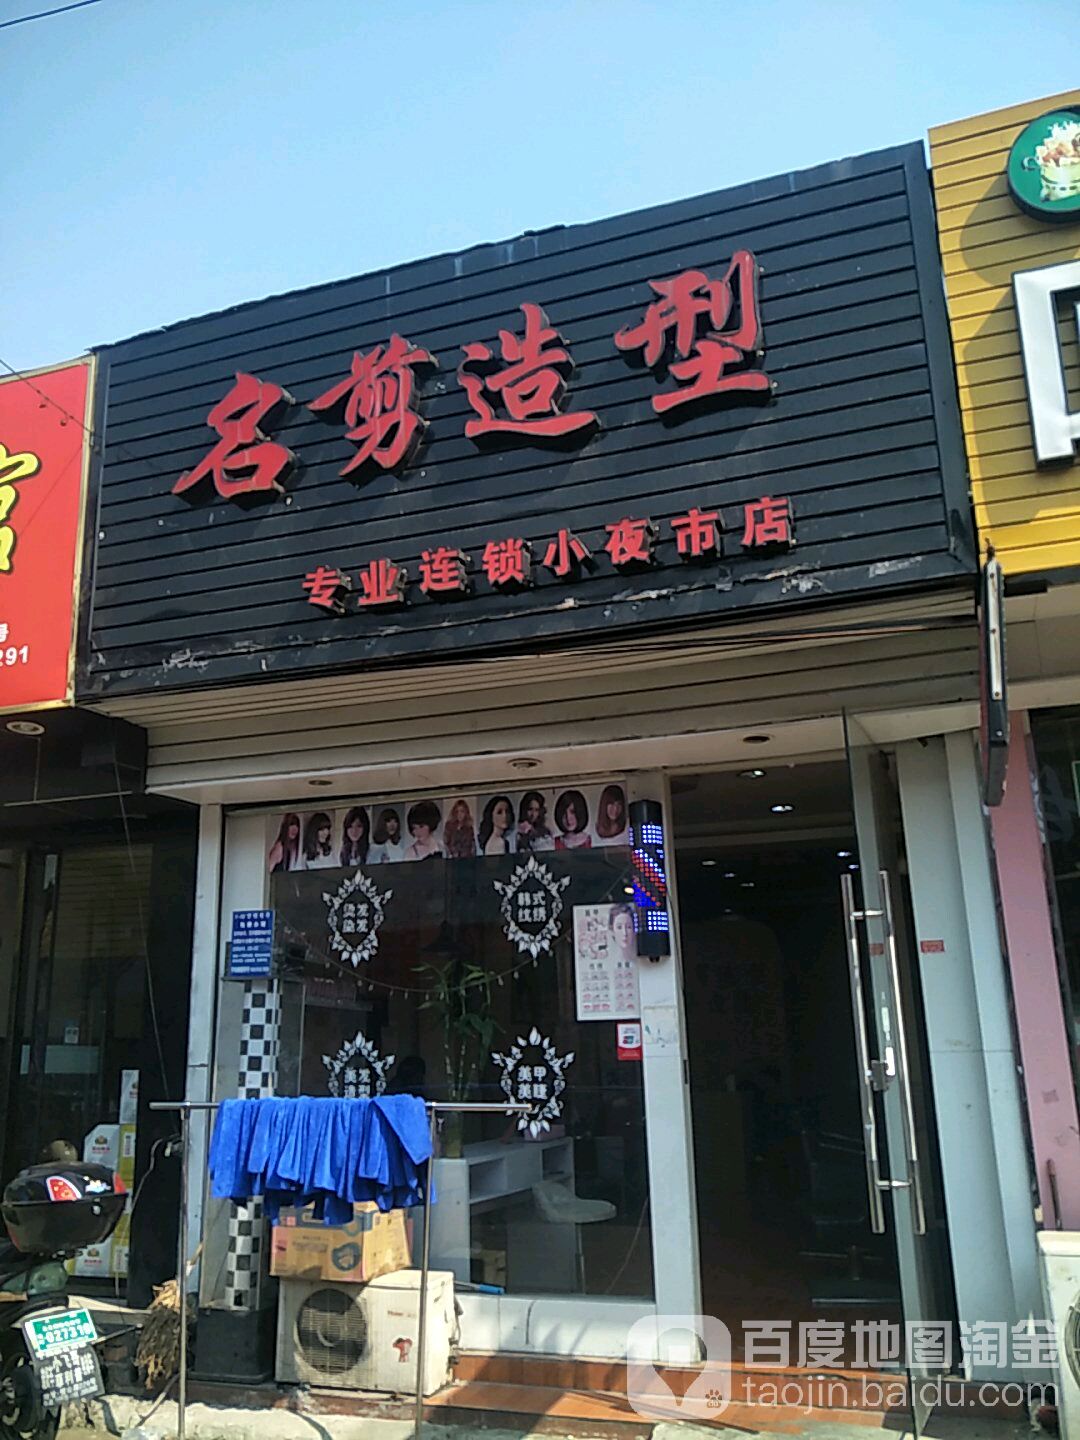 名剪造型
专业连锁小夜市店
291
烫发
染发
韩式
纹绣
美发
造型
美甲
美睫
Haier
百度地图淘金
taojin.baidu.com